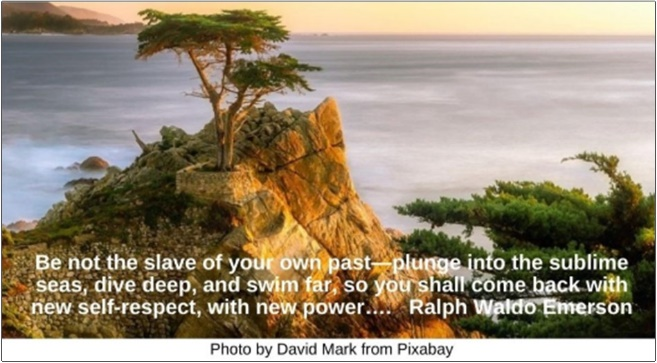 Be not the slave of your own past—plunge into the sublime
seas, dive deep, and swim far, so you shall come back with
new self-respect, with new power…. Ralph Waldo Emerson
Photo by David Mark from Pixabay